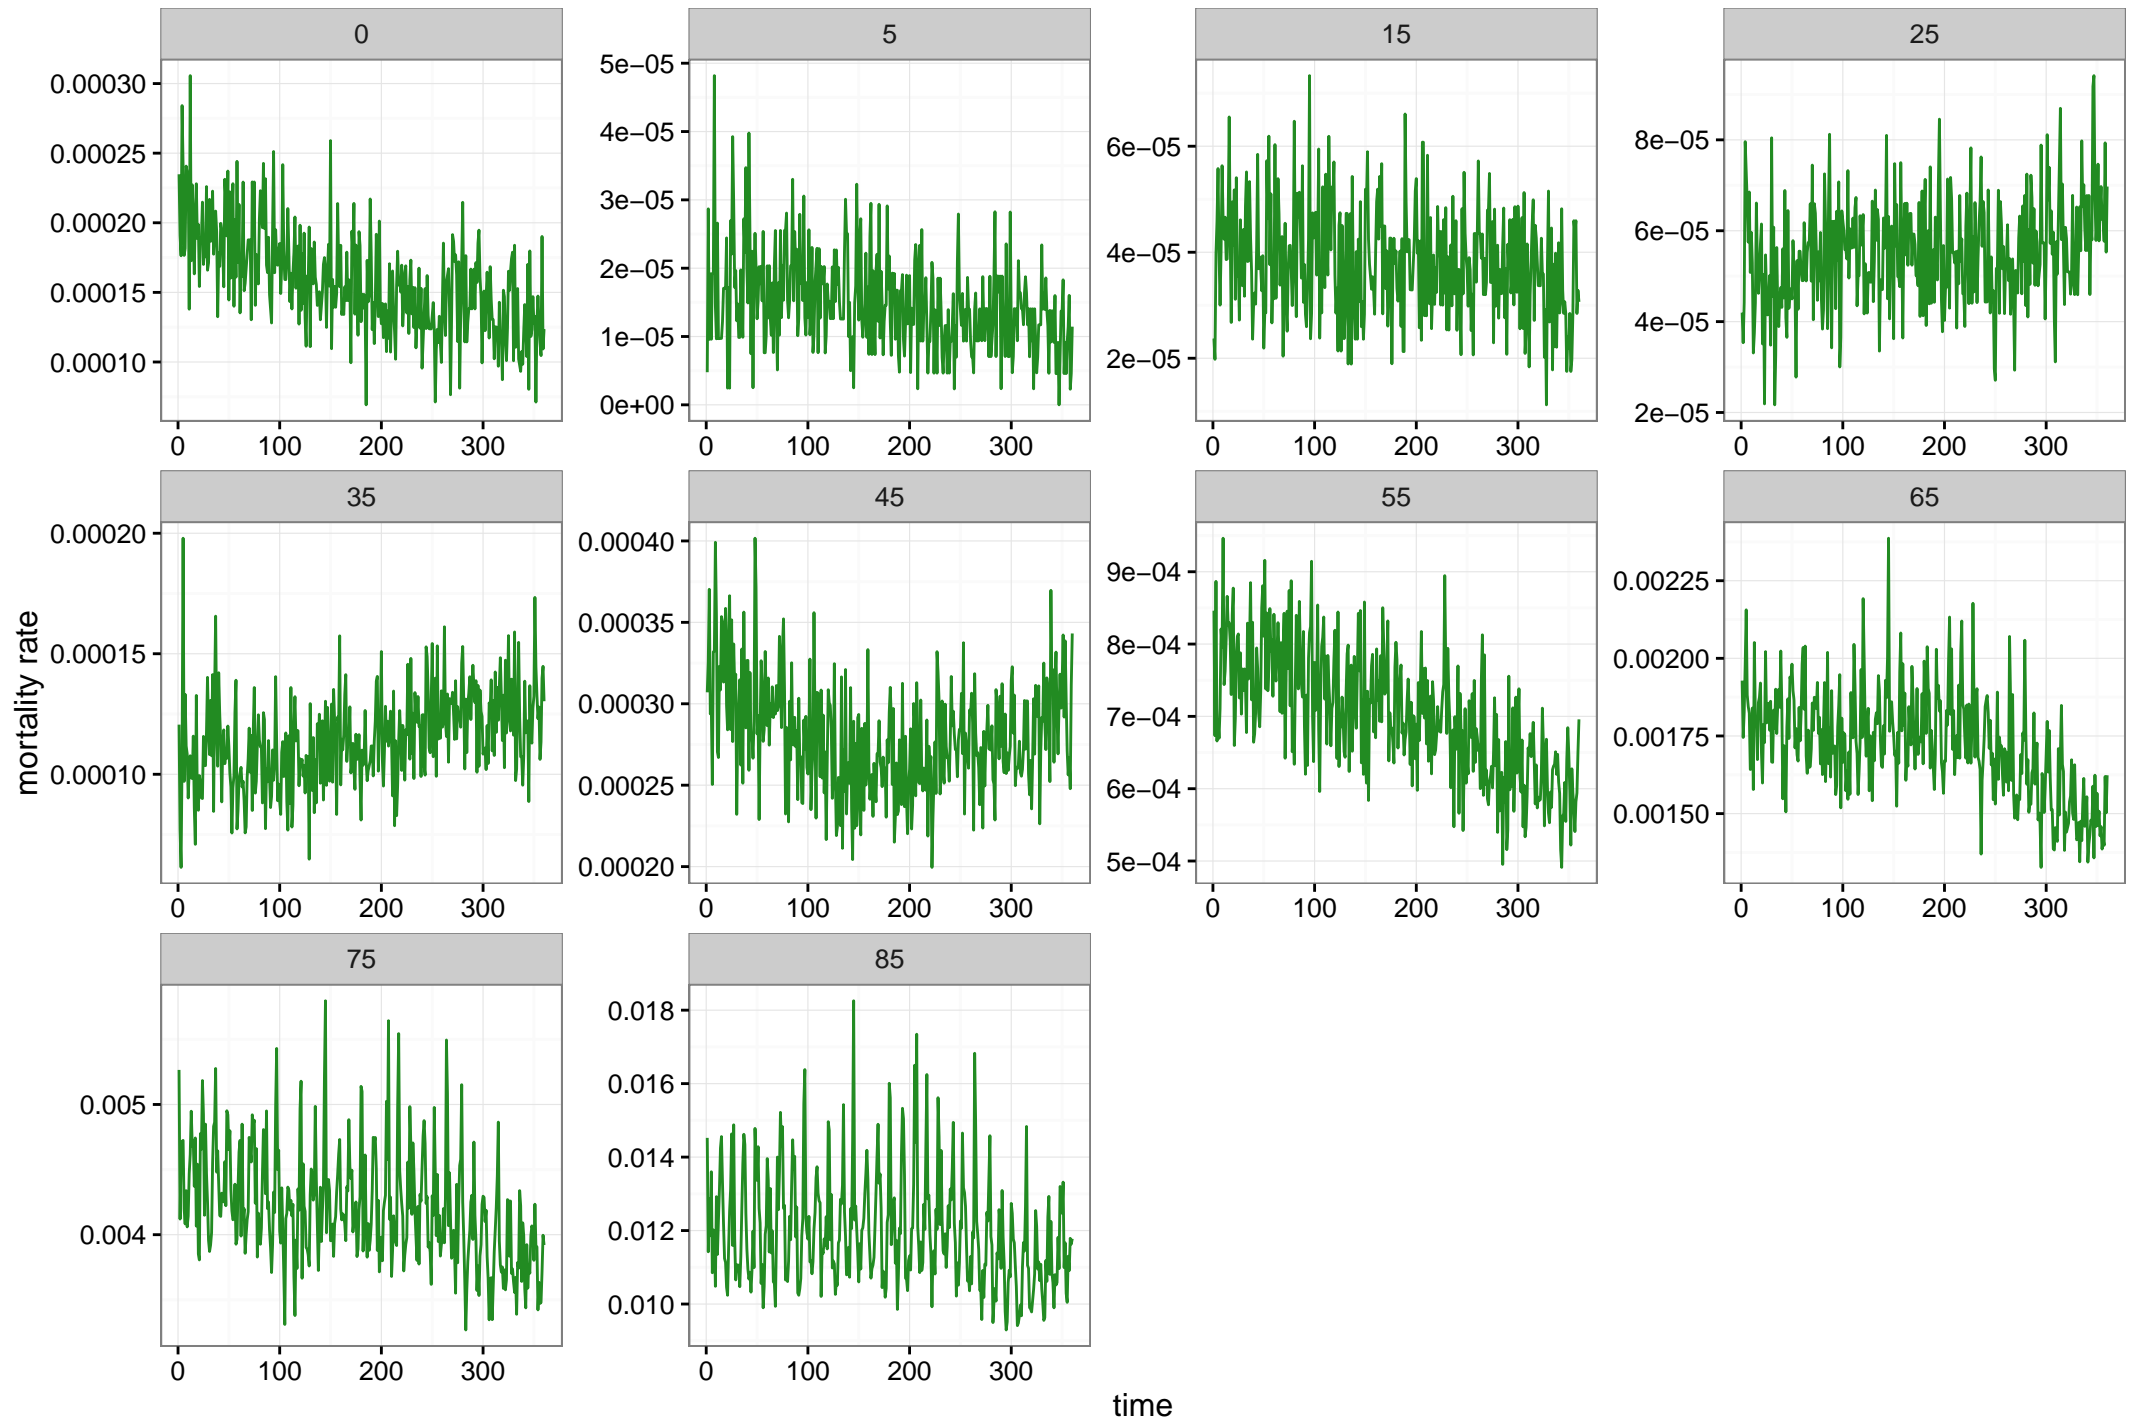 0 5 15 25
0.00030
0.00025
0.00020
0.00015
0.00010
0 100 200 300
5e−05
4e−05
3e−05
2e−05
1e−05
0e+00
0 100 200 300
6e−05
4e−05
2e−05
0 100 200 300
8e−05
6e−05
4e−05
2e−05
0 100 200 300
mortality rate
35 45 55 65
0.00020
0.00015
0.00010
0 100 200 300
0.00040
0.00035
0.00030
0.00025
0.00020
0 100 200 300
9e−04
8e−04
7e−04
6e−04
5e−04
0 100 200 300
0.00225
0.00200
0.00175
0.00150
0 100 200 300
75 85
0.005
0.004
0 100 200 300
0.018
0.016
0.014
0.012
0.010
0 100 200 300
time